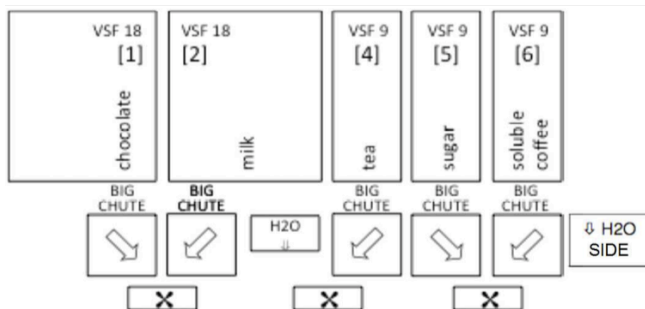 VSF 18
[1]
chocolate
VSF 18
[2]
milk
VSF 9
[4]
tea
VSF 9
[5]
sugar
VSF 9
[6]
soluble
coffee
BIG
CHUTE
BIG
CHUTE
H2O
⇩
BIG
CHUTE
BIG
CHUTE
BIG
CHUTE
⇩ H2O
SIDE